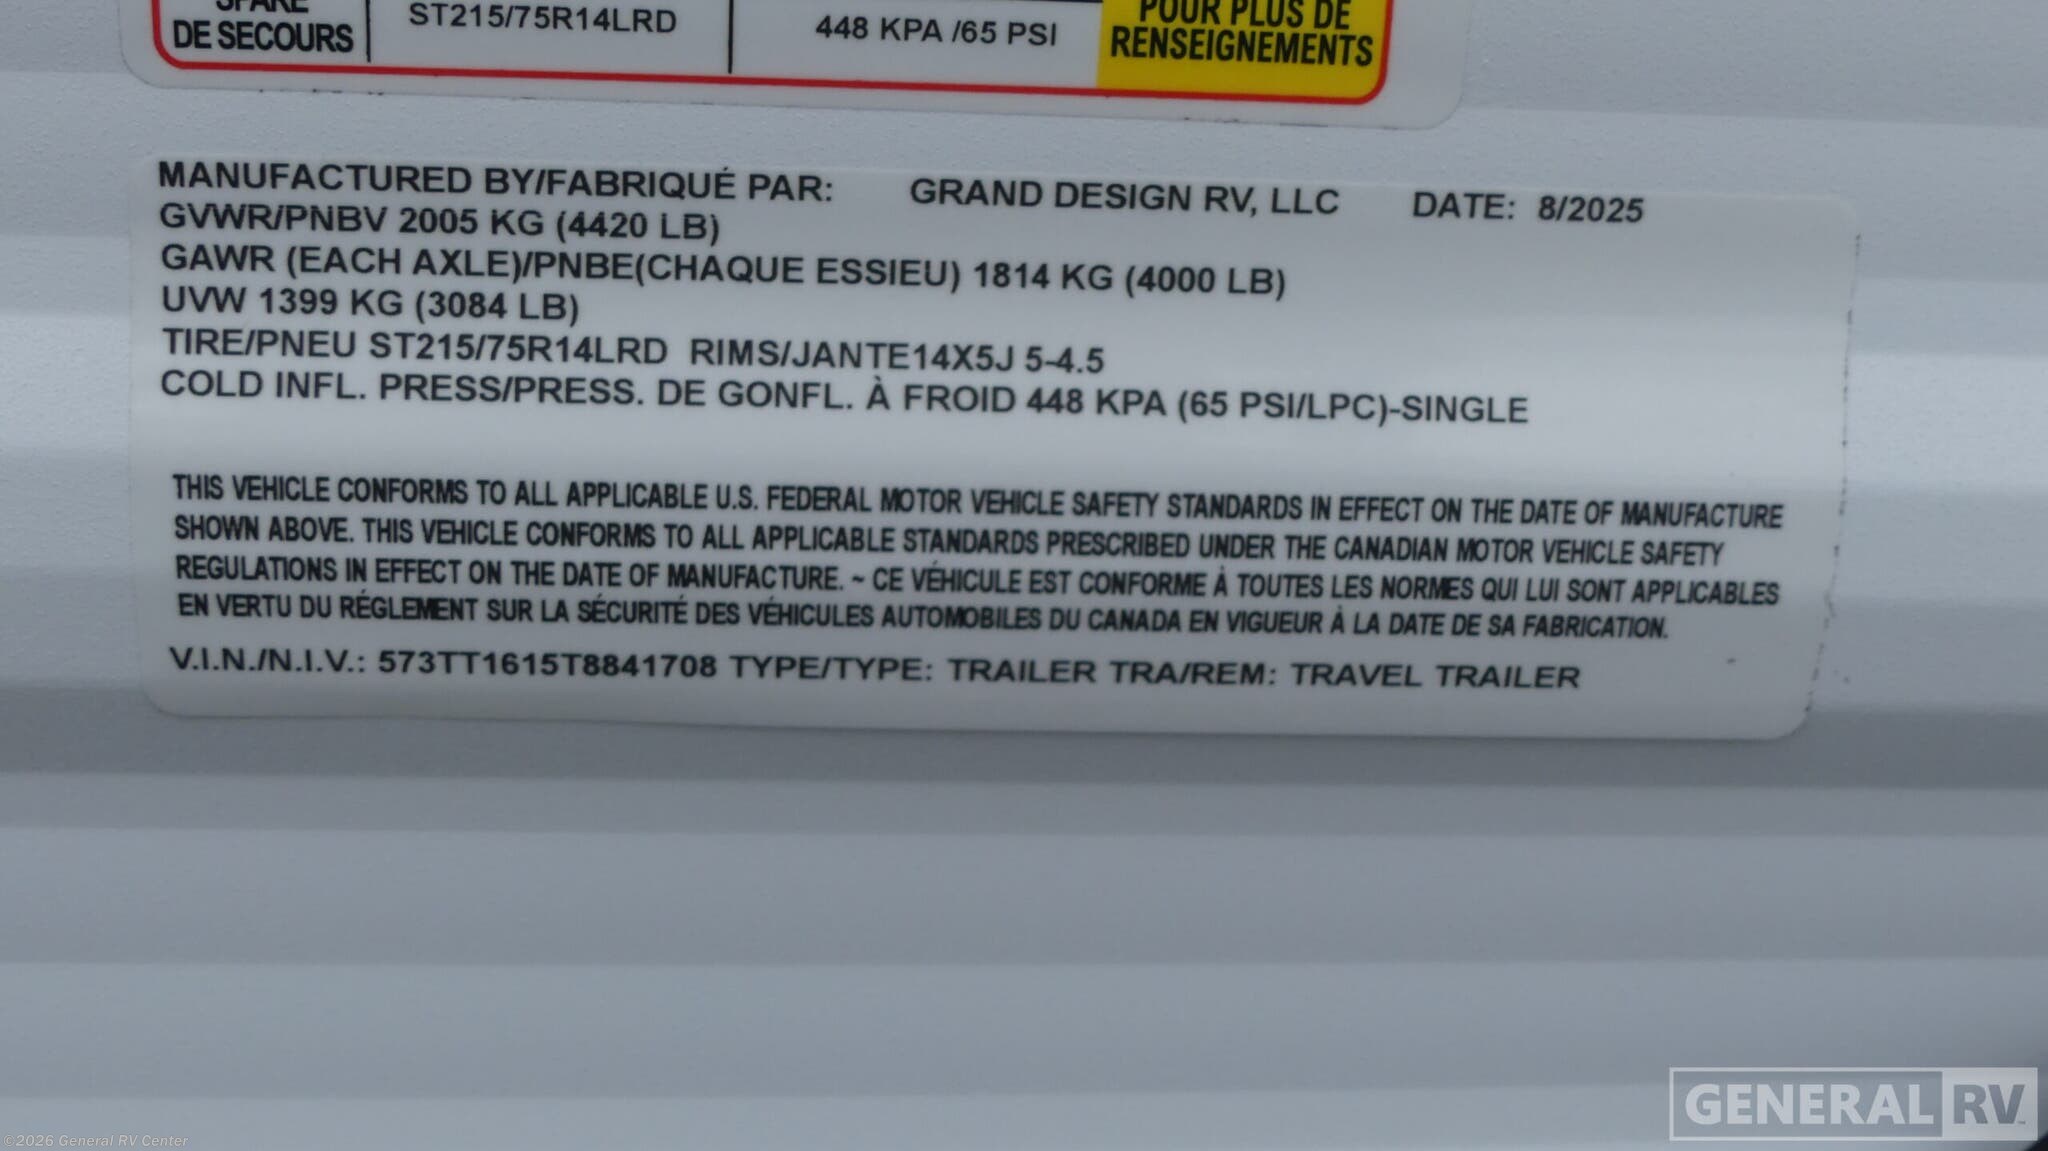 SPARE
DE SECOURS
ST215/75R14LRD
448 KPA /65 PSI
POUR PLUS DE
RENSEIGNEMENTS
MANUFACTURED BY/FABRIQUÉ PAR: GRAND DESIGN RV, LLC DATE: 8/2025
GVWR/PNBV 2005 KG (4420 LB)
GAWR (EACH AXLE)/PNBE(CHAQUE ESSIEU) 1814 KG (4000 LB)
UVW 1399 KG (3084 LB)
TIRE/PNEU ST215/75R14LRD RIMS/JANTE14X5J 5-4.5
COLD INFL. PRESS/PRESS. DE GONFL. À FROID 448 KPA (65 PSI/LPC)-SINGLE
THIS VEHICLE CONFORMS TO ALL APPLICABLE U.S. FEDERAL MOTOR VEHICLE SAFETY STANDARDS IN EFFECT ON THE DATE OF MANUFACTURE
SHOWN ABOVE. THIS VEHICLE CONFORMS TO ALL APPLICABLE STANDARDS PRESCRIBED UNDER THE CANADIAN MOTOR VEHICLE SAFETY
REGULATIONS IN EFFECT ON THE DATE OF MANUFACTURE. ~ CE VÉHICULE EST CONFORME À TOUTES LES NORMES QUI LUI SONT APPLICABLES
EN VERTU DU RÉGLEMENT SUR LA SÉCURITÉ DES VÉHICULES AUTOMOBILES DU CANADA EN VIGUEUR À LA DATE DE SA FABRICATION.
V.I.N./N.I.V.: 573TT1615T8841708 TYPE/TYPE: TRAILER TRA/REM: TRAVEL TRAILER
GENERAL RV
©2026 General RV Center